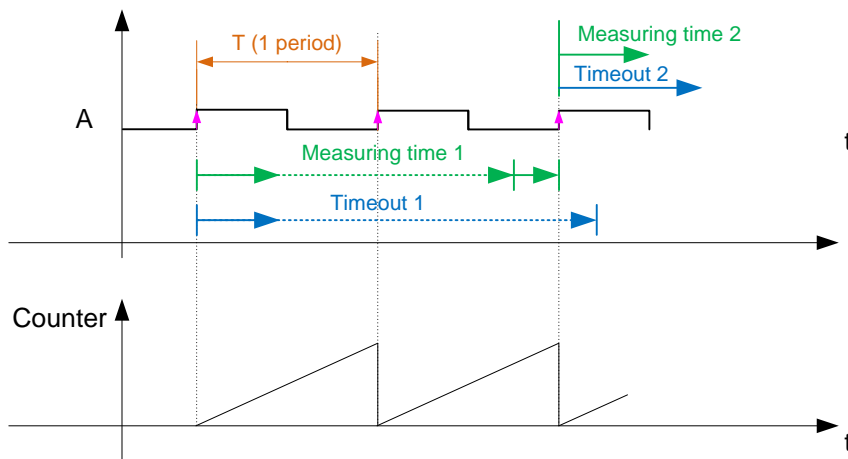 Measuring time 2
T (1 period)
Timeout 2
A
t
Measuring time 1
Timeout 1
Counter
t